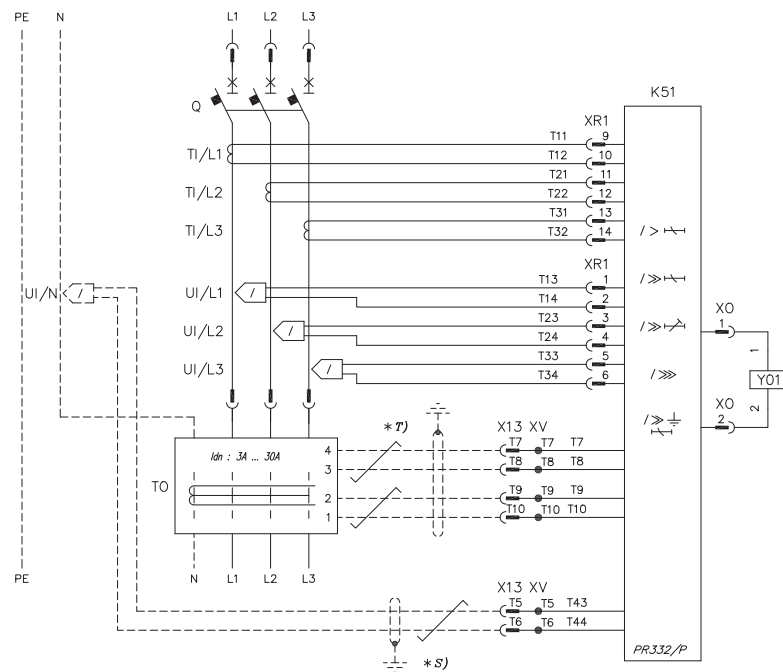 PE N L1 L2 L3
K51
Q
XR1
T11 9
TI/L1
T12 10
T21 11
TI/L2
T22 12
T31 13
TI/L3
T32 14
/ >
XR1
UI/N / UI/L1 / T13 1
/ >>
T14 2
XO
UI/L2 / T23 3
/ >>
1
T24 4
UI/L3 / T33 5
1
T34 6
/ >>>
Y01
2
XO
/ >>
2
* T)
X13 XV
Idn : 3A ... 30A
4 T7 T7 T7
3 T8 T8 T8
TO
2 T9 T9 T9
1 T10 T10 T10
PE N L1 L2 L3
X13 XV
T5 T5 T43
T6 T6 T44
PR332/P
* S)